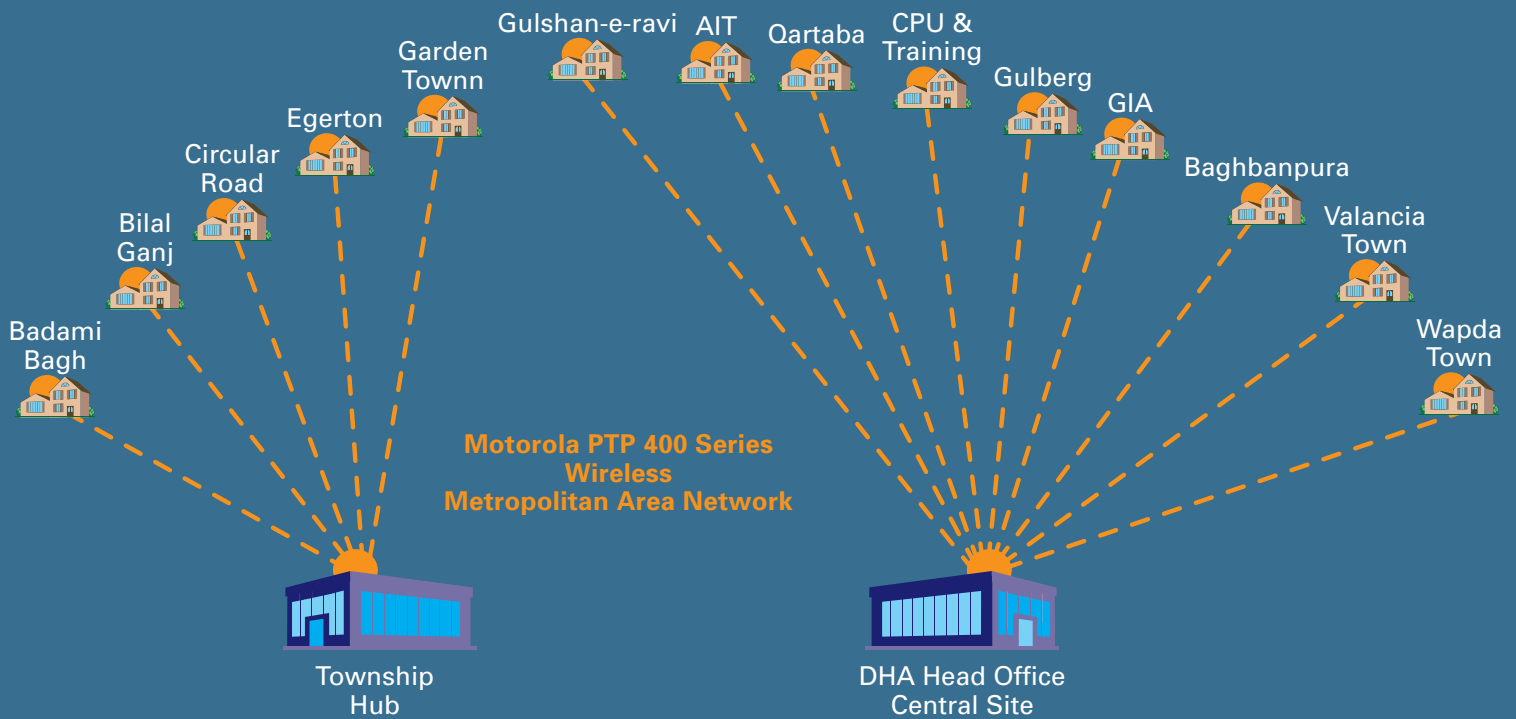 Gulshan-e-ravi
AIT
Qartaba
CPU &
Training
Garden
Townn
Gulberg
GIA
Egerton
Circular
Road
Baghbanpura
Bilal
Ganj
Valancia
Town
Badami
Bagh
Wapda
Town
Motorola PTP 400 Series
Wireless
Metropolitan Area Network
Township
Hub
DHA Head Office
Central Site